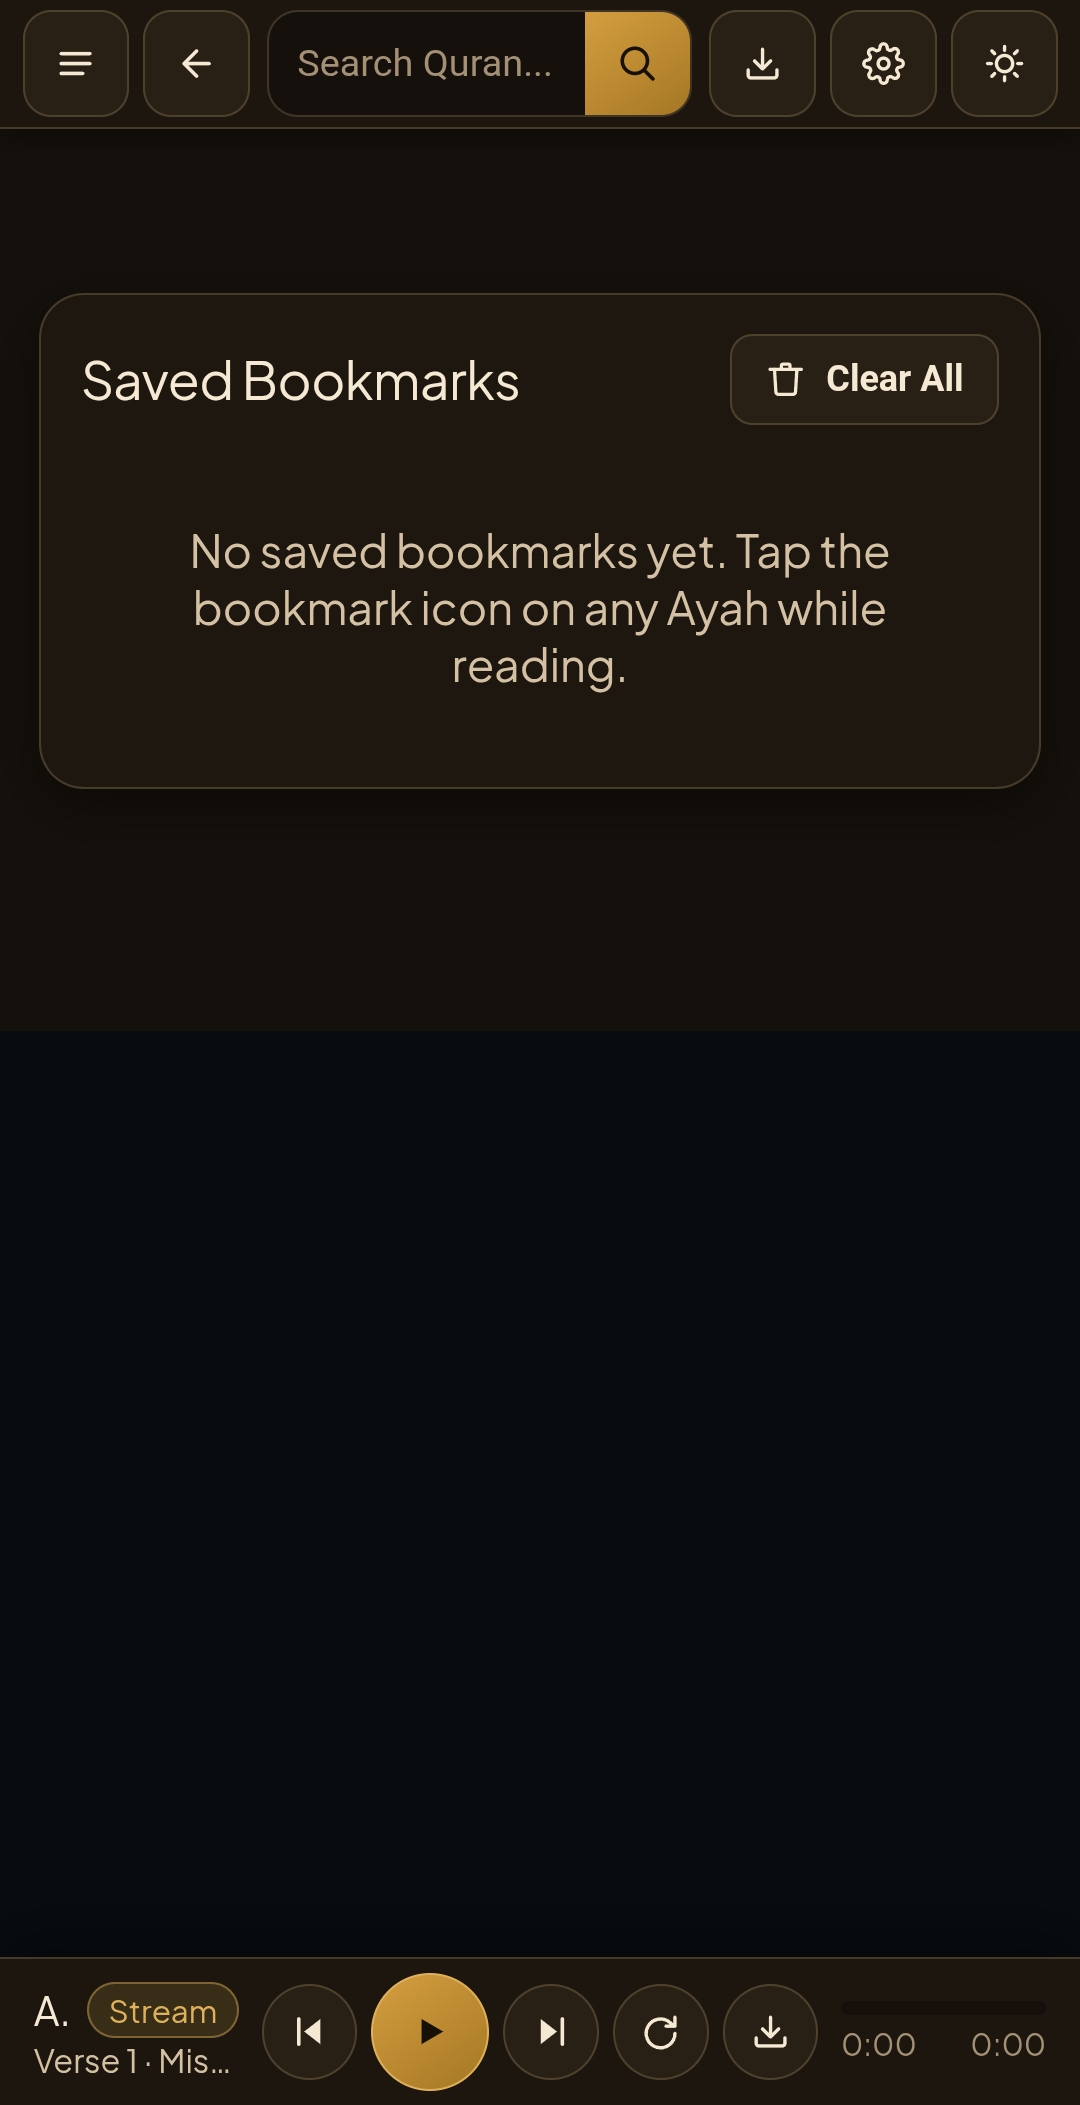 Search Quran...
Saved Bookmarks
Clear All
No saved bookmarks yet. Tap the
bookmark icon on any Ayah while
reading.
A. Stream
Verse 1 · Mis...
0:00 0:00